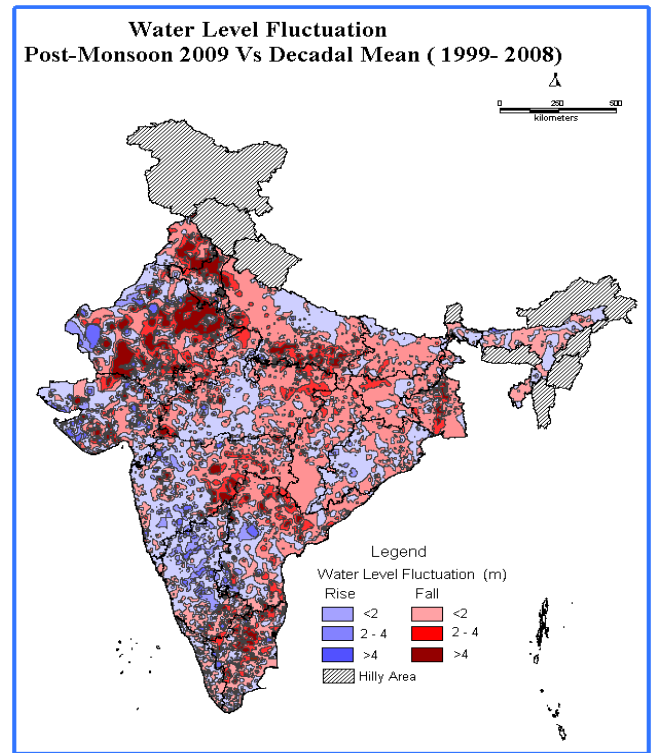 Water Level Fluctuation
Post-Monsoon 2009 Vs Decadal Mean ( 1999- 2008)
0 250 500
kilometers
Legend
Water Level Fluctuation (m)
Rise Fall
<2 <2
2 - 4 2 - 4
>4 >4
Hilly Area